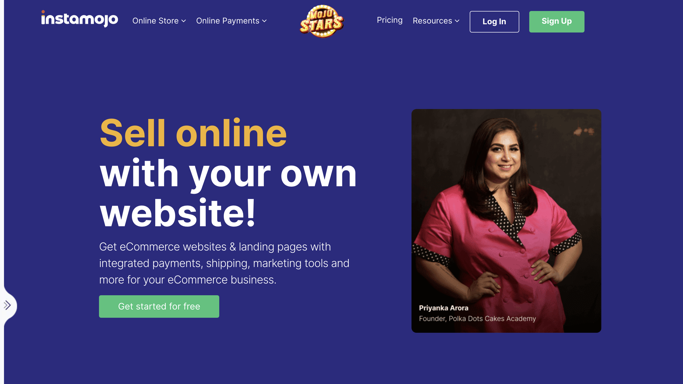 instamojo
Online Store
Online Payments
MOJO
STARS
Pricing
Resources
Log In
Sign Up
Sell online
with your own
website!
Get eCommerce websites & landing pages with
integrated payments, shipping, marketing tools and
more for your eCommerce business.
Get started for free
Priyanka Arora
Founder, Polka Dots Cakes Academy